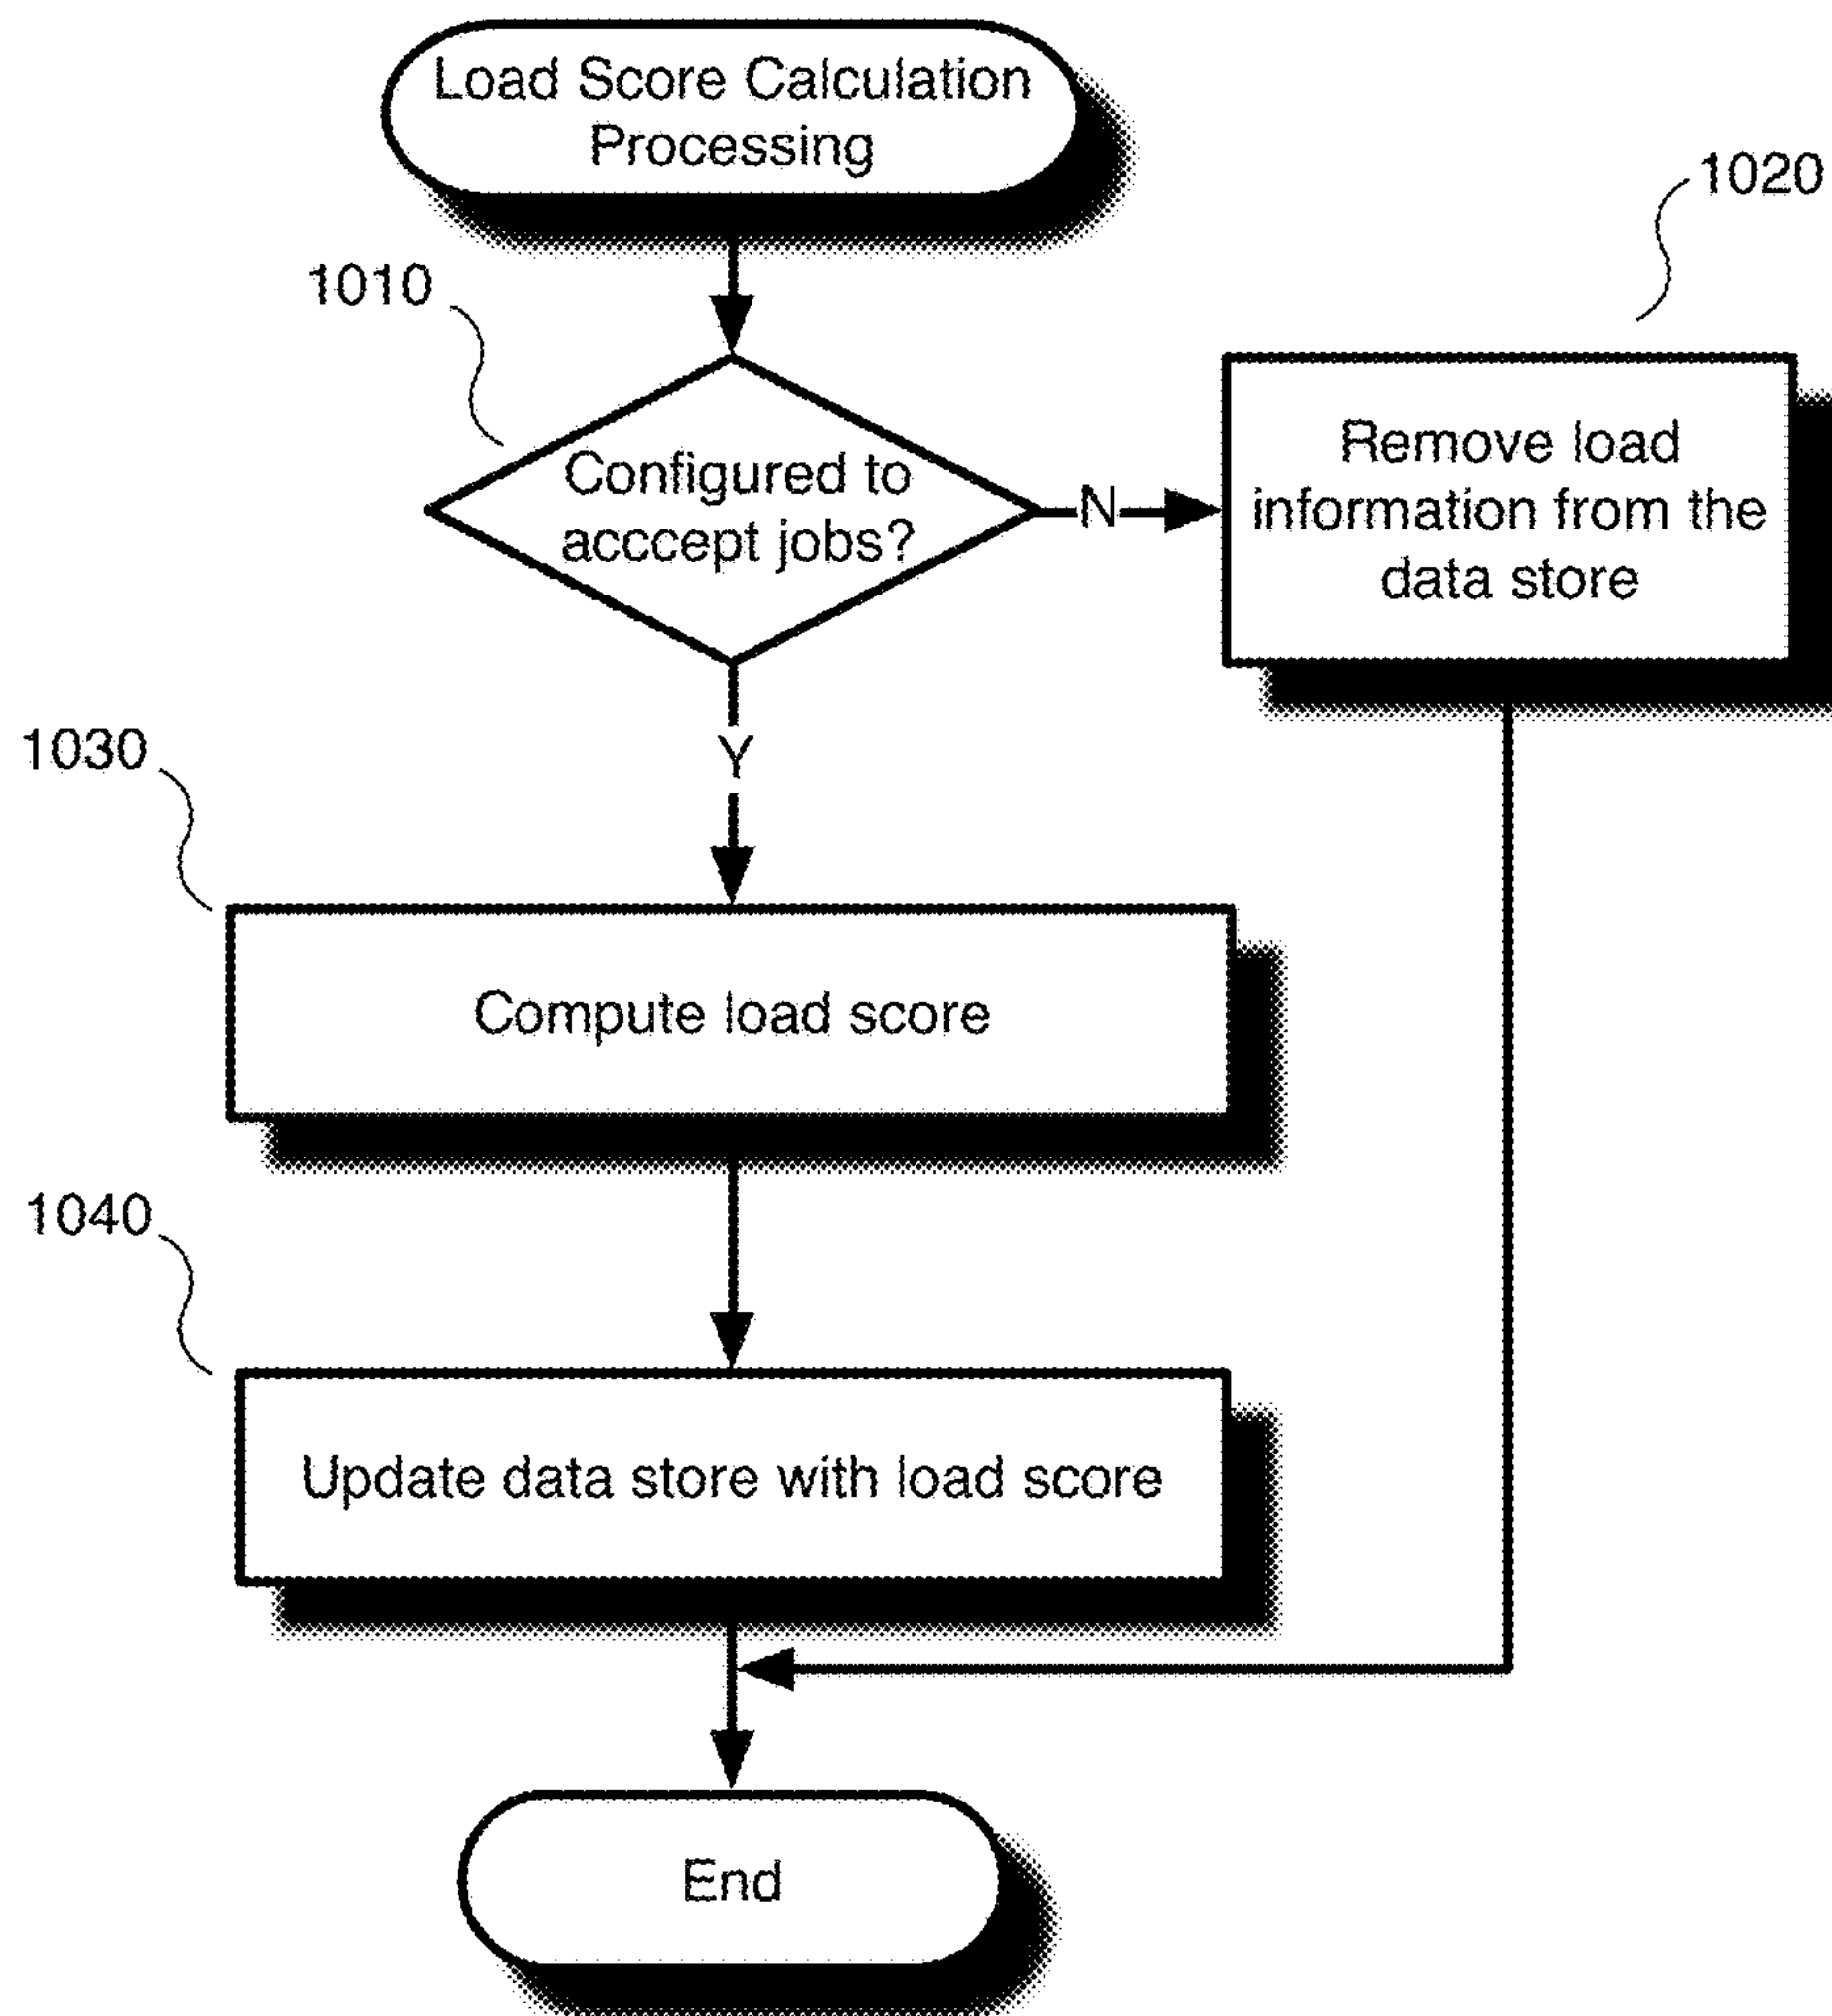 Load Score Calculation
Processing
1010
1020
Configured to
acccept jobs?
N
Remove load
information from the
data store
Y
1030
Compute load score
1040
Update data store with load score
End